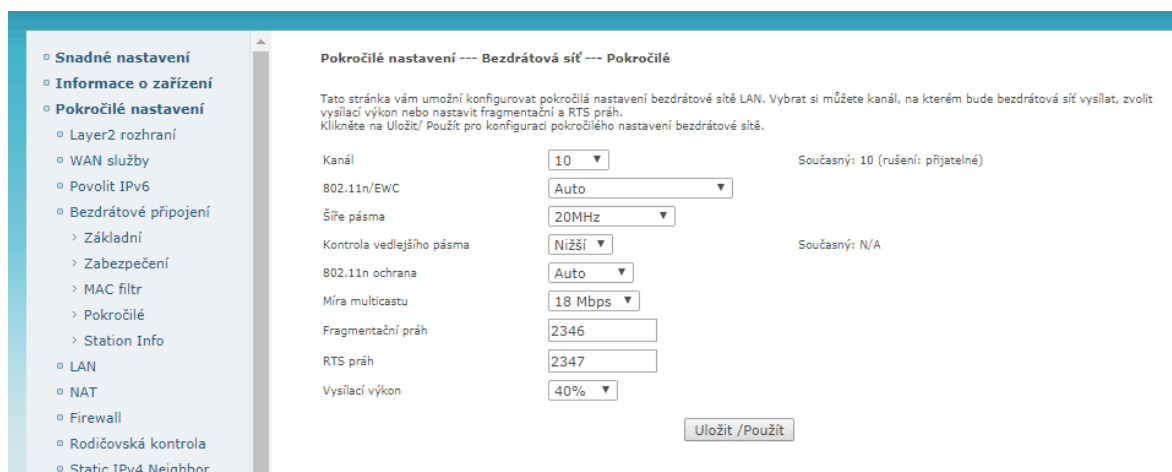 Snadné nastavení
Informace o zařízení
Pokročilé nastavení
Layer2 rozhraní
WAN služby
Povolit IPv6
Bezdrátové připojení
> Základní
> Zabezpečení
> MAC filtr
> Pokročilé
> Station Info
LAN
NAT
Firewall
Rodičovská kontrola
Static IPv4 Neighbor
Pokročilé nastavení --- Bezdrátová síť --- Pokročilé
Tato stránka vám umožní konfigurovat pokročilá nastavení bezdrátové sítě LAN. Vybrat si můžete kanál, na kterém bude bezdrátová síť vysílat, zvolit
vysílací výkon nebo nastavit fragmentační a RTS práh.
Klikněte na Uložit/ Použít pro konfiguraci pokročilého nastavení bezdrátové sítě.
Kanál 10 Současný: 10 (rušení: přijatelné)
802.11n/EWC Auto
Šíře pásma 20MHz
Kontrola vedlejšího pásma Nižší Současný: N/A
802.11n ochrana Auto
Míra multicastu 18 Mbps
Fragmentační práh 2346
RTS práh 2347
Vysílací výkon 40%
Uložit /Použít